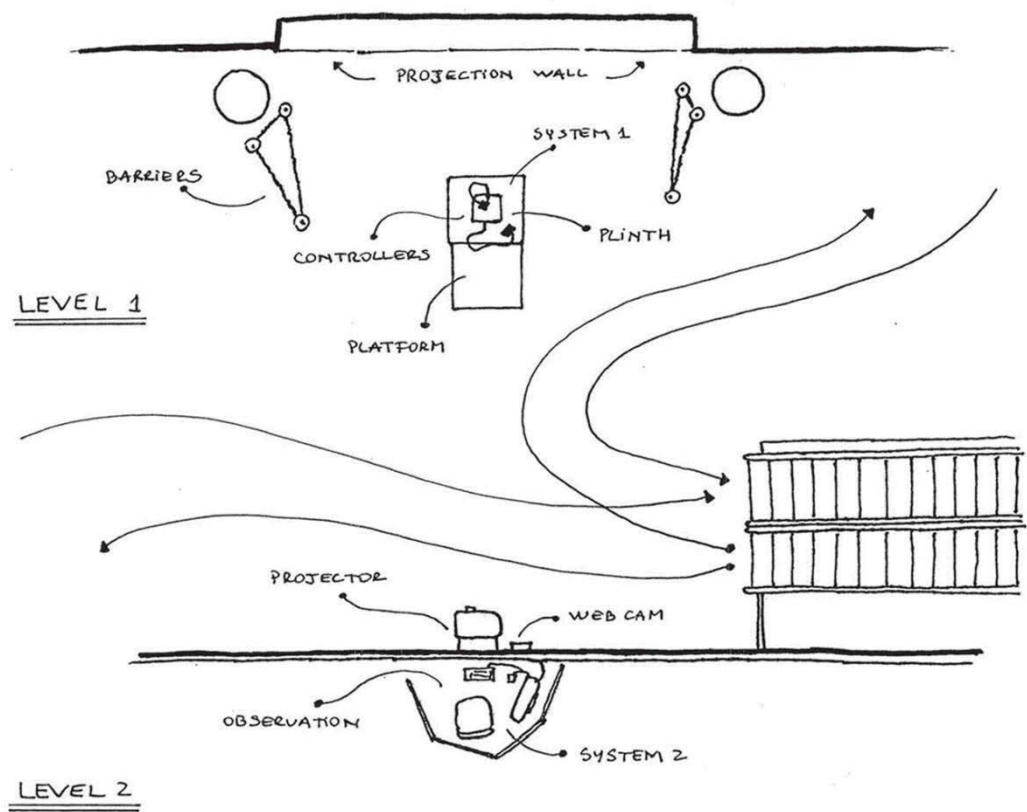 PROJECTION WALL
SYSTEM 1
BARRIERS
CONTROLLERS
PLINTH
LEVEL 1
PLATFORM
PROJECTOR
WEB CAM
OBSERVATION
SYSTEM 2
LEVEL 2